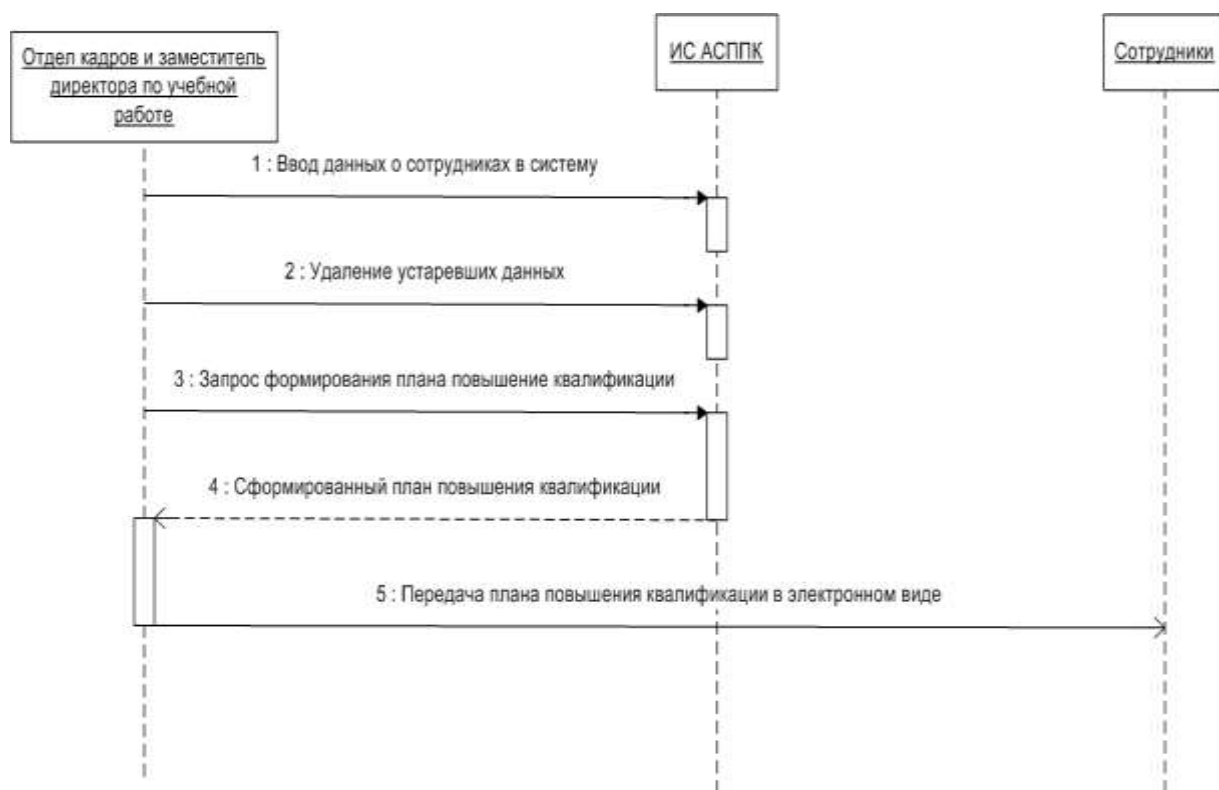 Отдел кадров и заместитель
директора по учебной
работе
ИС АСППК
Сотрудники
1 : Ввод данных о сотрудниках в систему
2 : Удаление устаревших данных
3 : Запрос формирования плана повышение квалификации
4 : Сформированный план повышения квалификации
5 : Передача плана повышения квалификации в электронном виде